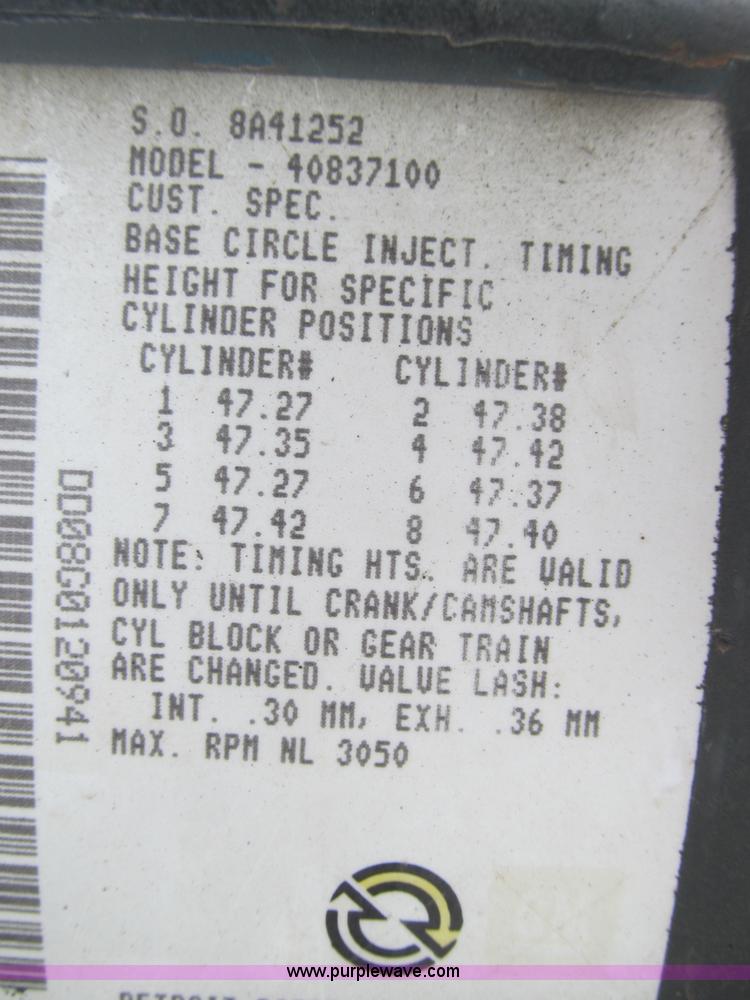 S.O. 8A41252
MODEL - 40837100
CUST. SPEC.
BASE CIRCLE INJECT. TIMING
HEIGHT FOR SPECIFIC
CYLINDER POSITIONS
CYLINDER# CYLINDER#
1 47.27 2 47.38
3 47.35 4 47.42
5 47.27 6 47.37
7 47.42 8 47.40
NOTE: TIMING HTS. ARE VALID
ONLY UNTIL CRANK/CAMSHAFTS,
CYL BLOCK OR GEAR TRAIN
ARE CHANGED. VALVE LASH:
INT. .30 MM, EXH. .36 MM
MAX. RPM NL 3050
DD08C0120941
www.purplewave.com
DETROIT